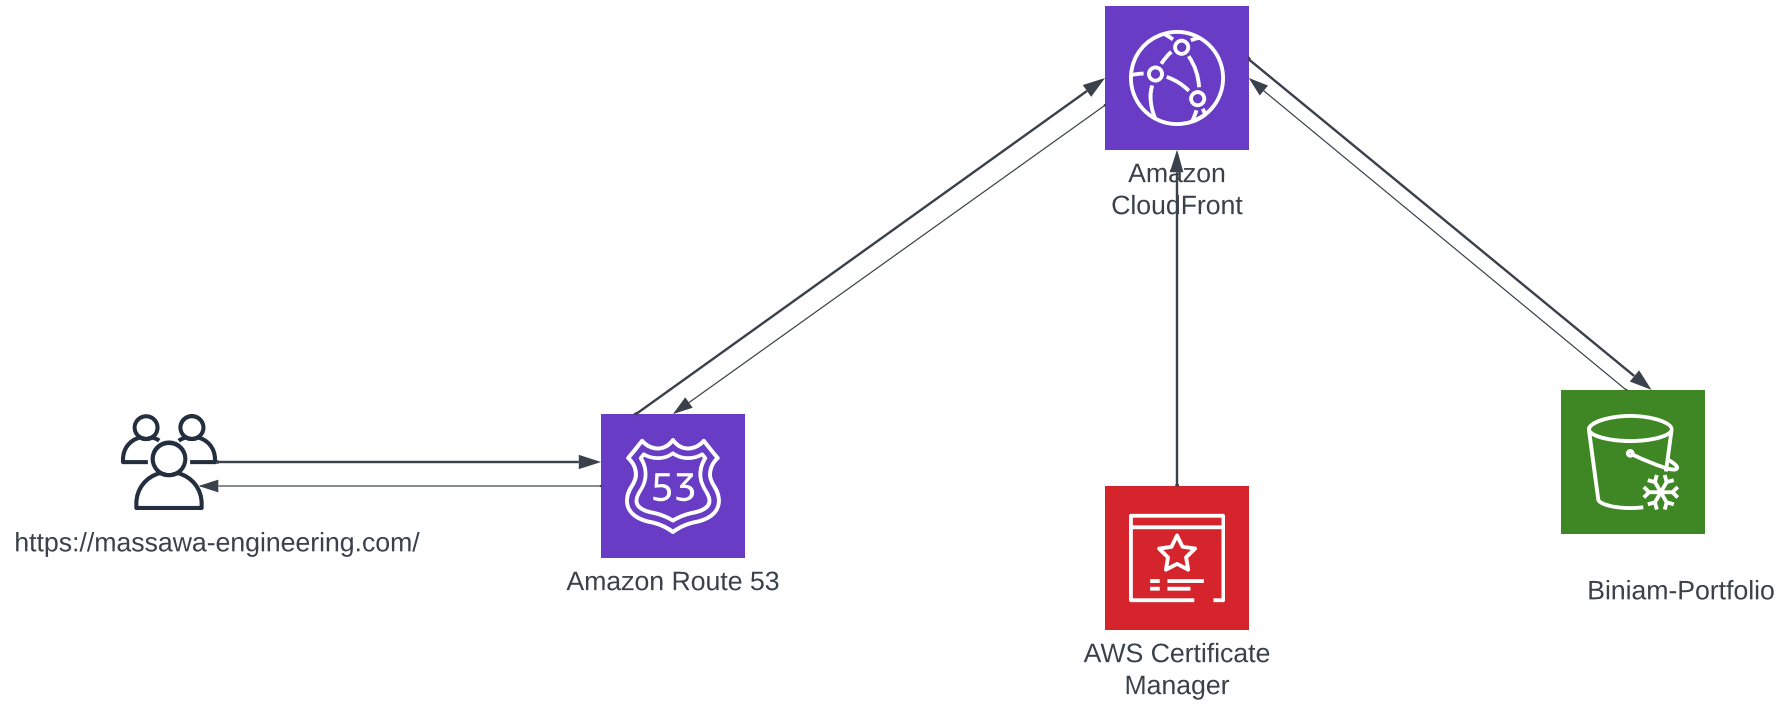 Amazon
CloudFront
https://massawa-engineering.com/
53
Amazon Route 53
AWS Certificate
Manager
Biniam-Portfolio